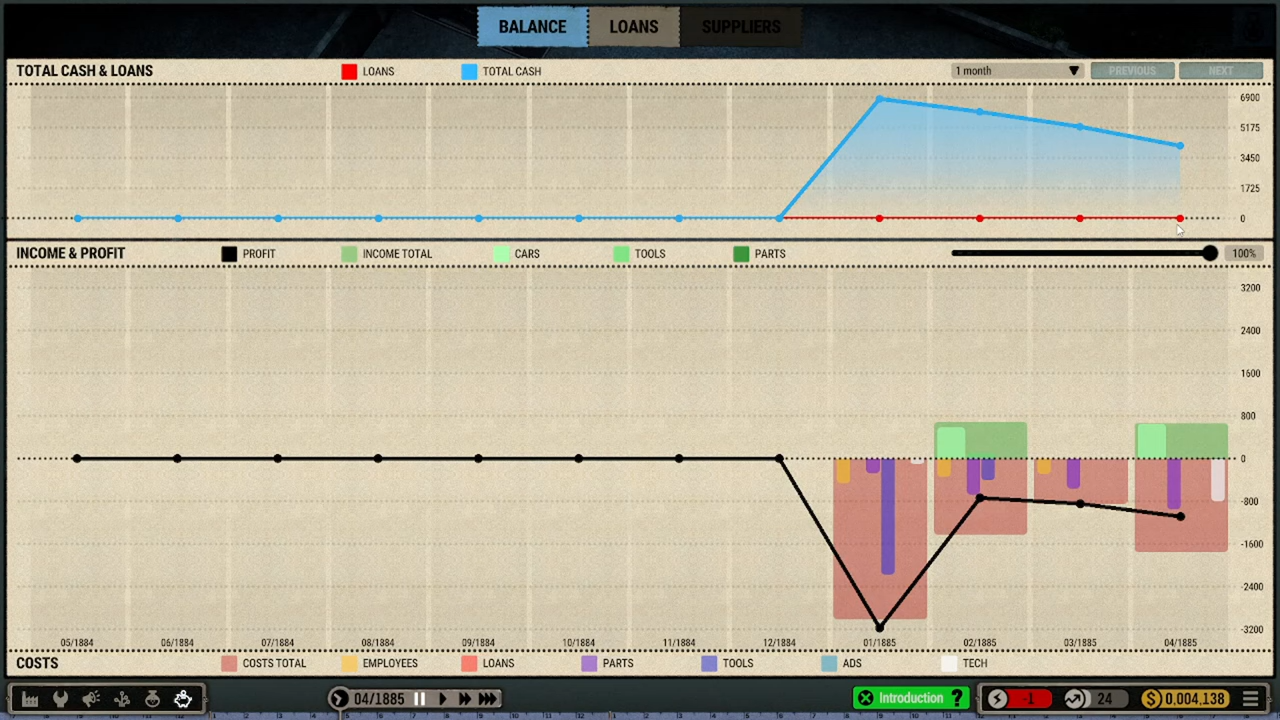 BALANCE LOANS SUPPLIERS
TOTAL CASH & LOANS LOANS TOTAL CASH 1 month PREVIOUS NEXT
6900
5175
3450
1725
0
INCOME & PROFIT PROFIT INCOME TOTAL CARS TOOLS PARTS 100%
3200
2400
1600
800
0
-800
-1600
-2400
-3200
05/1884 06/1884 07/1884 08/1884 09/1884 10/1884 11/1884 12/1884 01/1885 02/1885 03/1885 04/1885
COSTS COSTS TOTAL EMPLOYEES LOANS PARTS TOOLS ADS TECH
04/1885 Introduction ? -1 24 $ 0.004.138